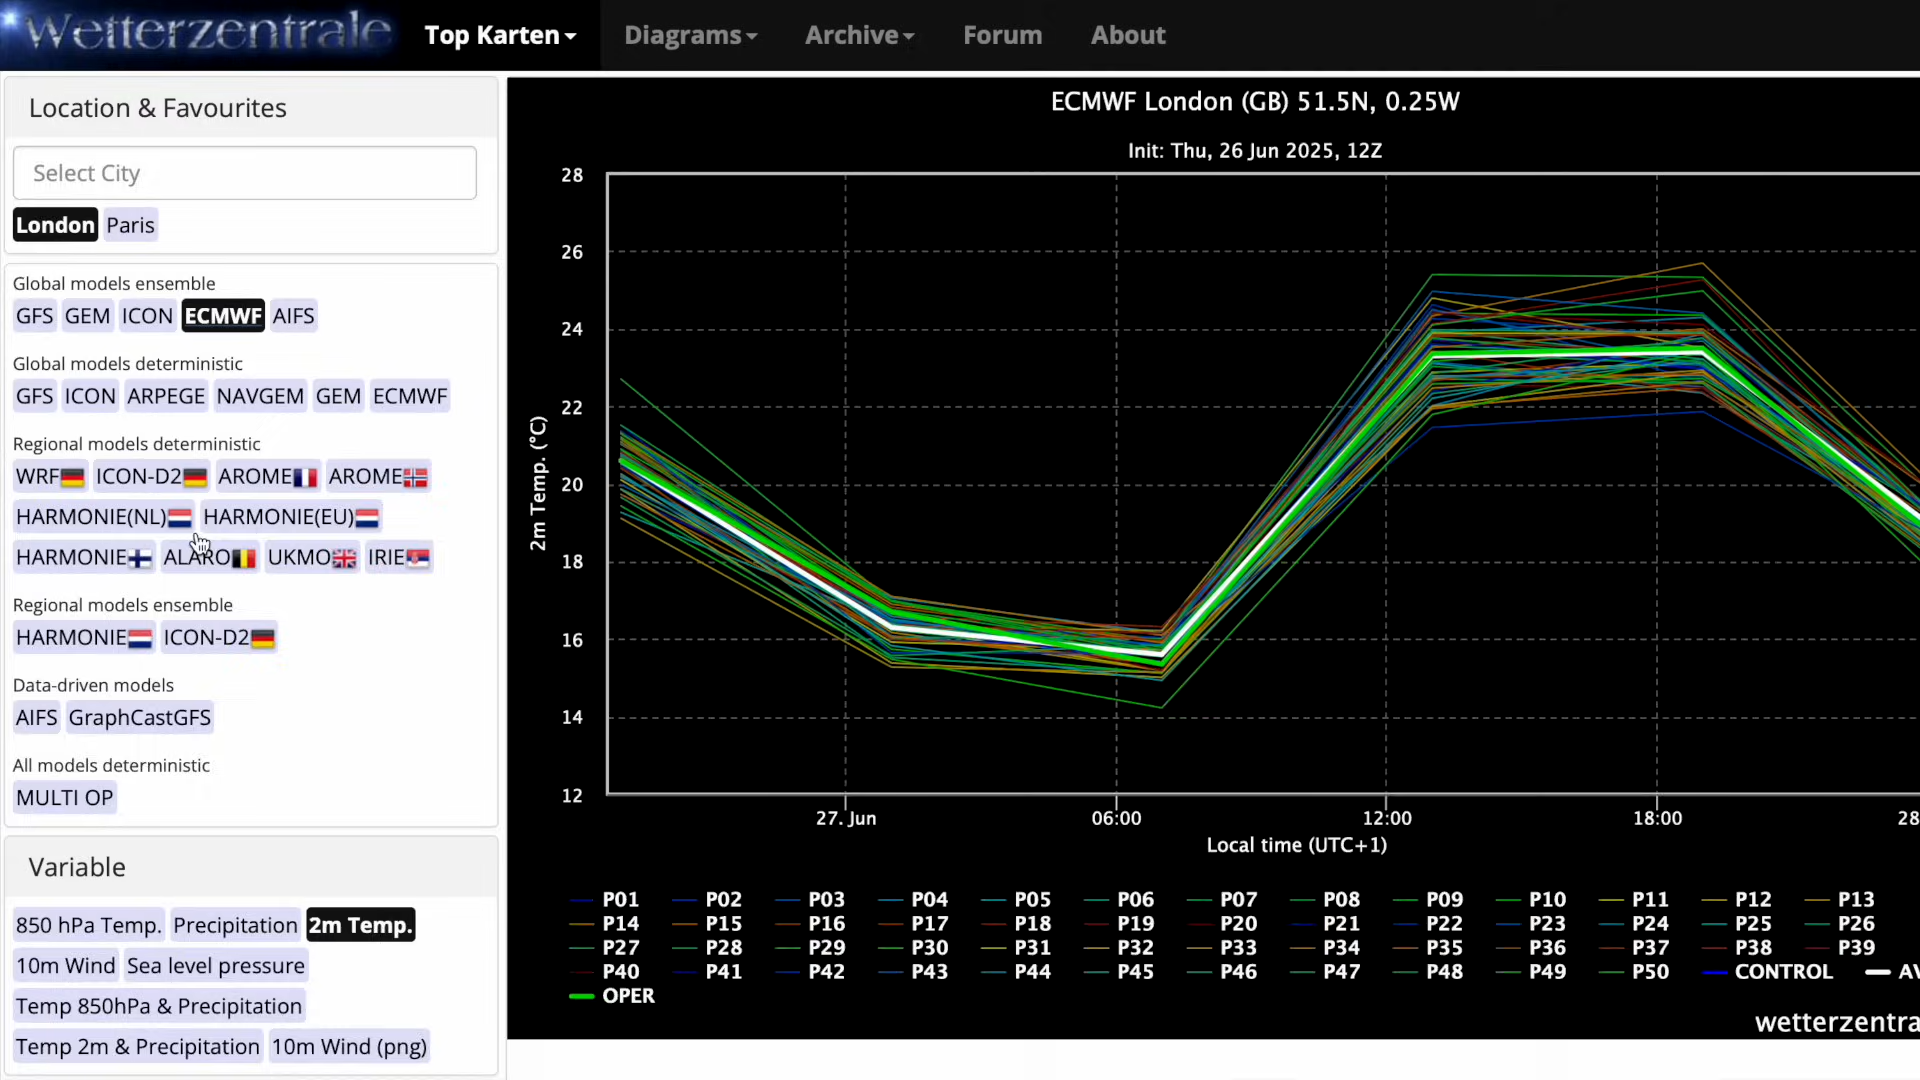 Wetterzentrale
Top Karten Diagrams Archive Forum About
Location & Favourites
Select City
London Paris
Global models ensemble
GFS GEM ICON ECMWF AIFS
Global models deterministic
GFS ICON ARPEGE NAVGEM GEM ECMWF
Regional models deterministic
WRF ICON-D2 AROME AROME
HARMONIE(NL) HARMONIE(EU)
HARMONIE ALARO UKMO IRIE
Regional models ensemble
HARMONIE ICON-D2
Data-driven models
AIFS GraphCastGFS
All models deterministic
MULTI OP
Variable
850 hPa Temp. Precipitation 2m Temp.
10m Wind Sea level pressure
Temp 850hPa & Precipitation
Temp 2m & Precipitation 10m Wind (png)
ECMWF London (GB) 51.5N, 0.25W
Init: Thu, 26 Jun 2025, 12Z
28
26
24
22
20
18
16
14
12
2m Temp. (°C)
27. Jun 06:00 12:00 18:00 28
Local time (UTC+1)
P01 P02 P03 P04 P05 P06 P07 P08 P09 P10 P11 P12 P13
P14 P15 P16 P17 P18 P19 P20 P21 P22 P23 P24 P25 P26
P27 P28 P29 P30 P31 P32 P33 P34 P35 P36 P37 P38 P39
P40 P41 P42 P43 P44 P45 P46 P47 P48 P49 P50 CONTROL AV
OPER
wetterzentra